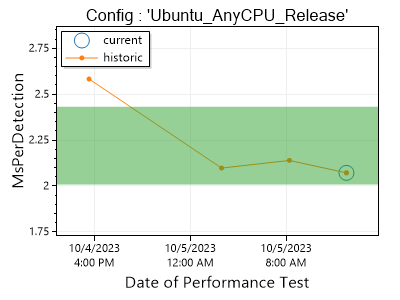 Config : 'Ubuntu_AnyCPU_Release'
current
historic
2.75
2.5
2.25
2
1.75
MsPerDetection
10/4/2023
4:00 PM
10/5/2023
12:00 AM
10/5/2023
8:00 AM
Date of Performance Test